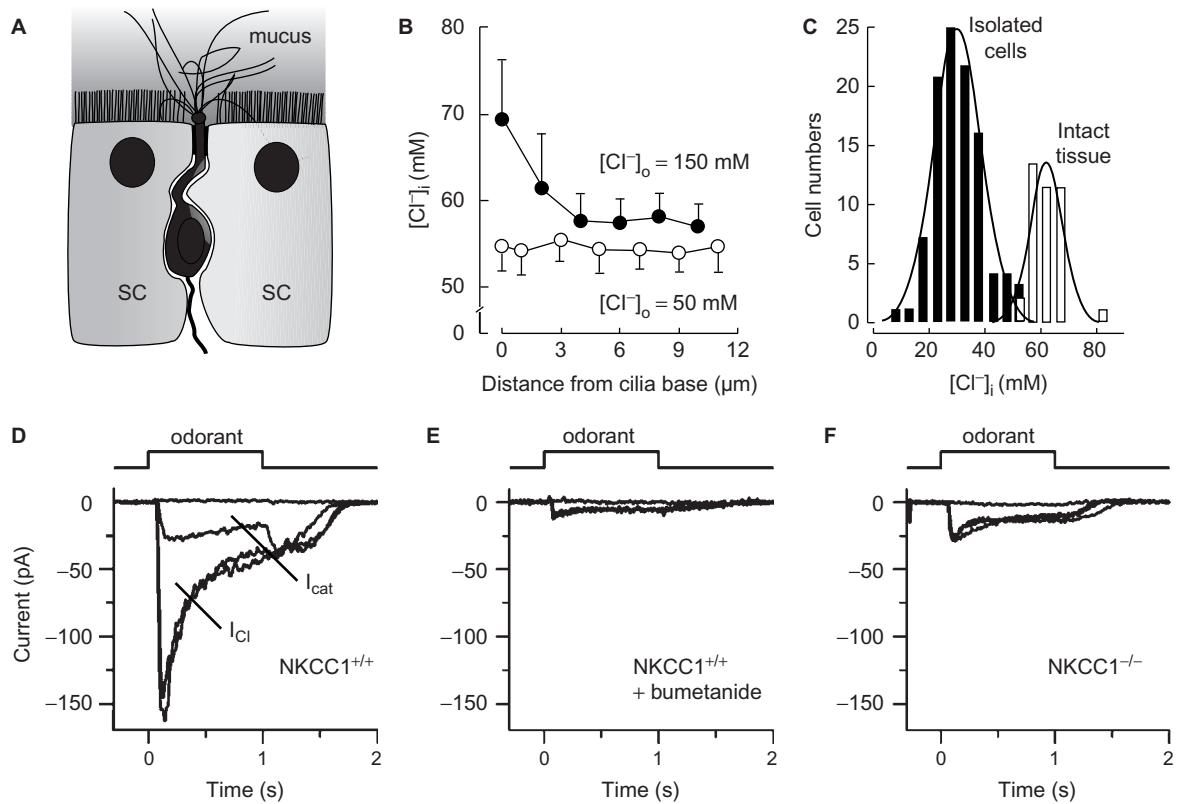 A
mucus
SC
SC
B
80
70
60
50
0
[Cl⁻]ᵢ (mM)
[Cl⁻]ₒ = 150 mM
[Cl⁻]ₒ = 50 mM
0 3 6 9 12
Distance from cilia base (µm)
C
Isolated
cells
Intact
tissue
25
20
15
10
5
0
Cell numbers
0 20 40 60 80
[Cl⁻]ᵢ (mM)
D
odorant
0
−50
−100
−150
Current (pA)
I_cat
I_Cl
NKCC1⁺/⁺
0 1 2
Time (s)
E
odorant
0
−50
−100
−150
NKCC1⁺/⁺
+ bumetanide
0 1 2
Time (s)
F
odorant
0
−50
−100
−150
NKCC1⁻/⁻
0 1 2
Time (s)